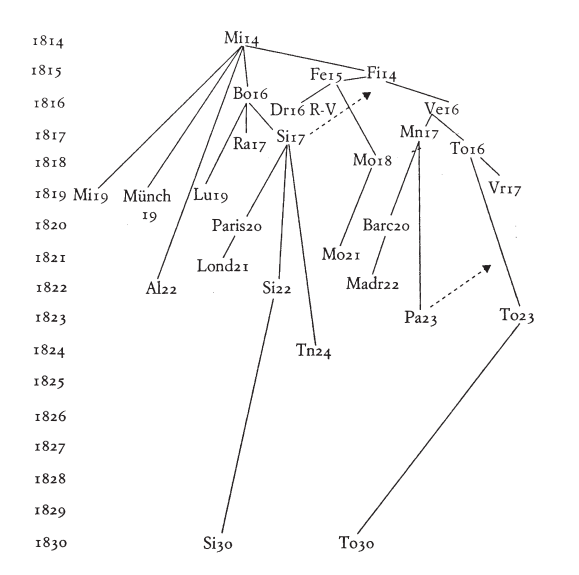 1814 Mi14
1815 Fe15 Fi14
1816 Bo16 Dr16 R-V Ve16
1817 Ra17 Si17 Mn17 To16
1818 Mo18 Vr17
1819 Mi19 Münch Lu19
19
1820 Paris20 Barc20
1821 Lond21 Mo21
1822 Al22 Si22 Madr22
1823 Pa23 To23
1824 Tn24
1825
1826
1827
1828
1829
1830 Si30 To30